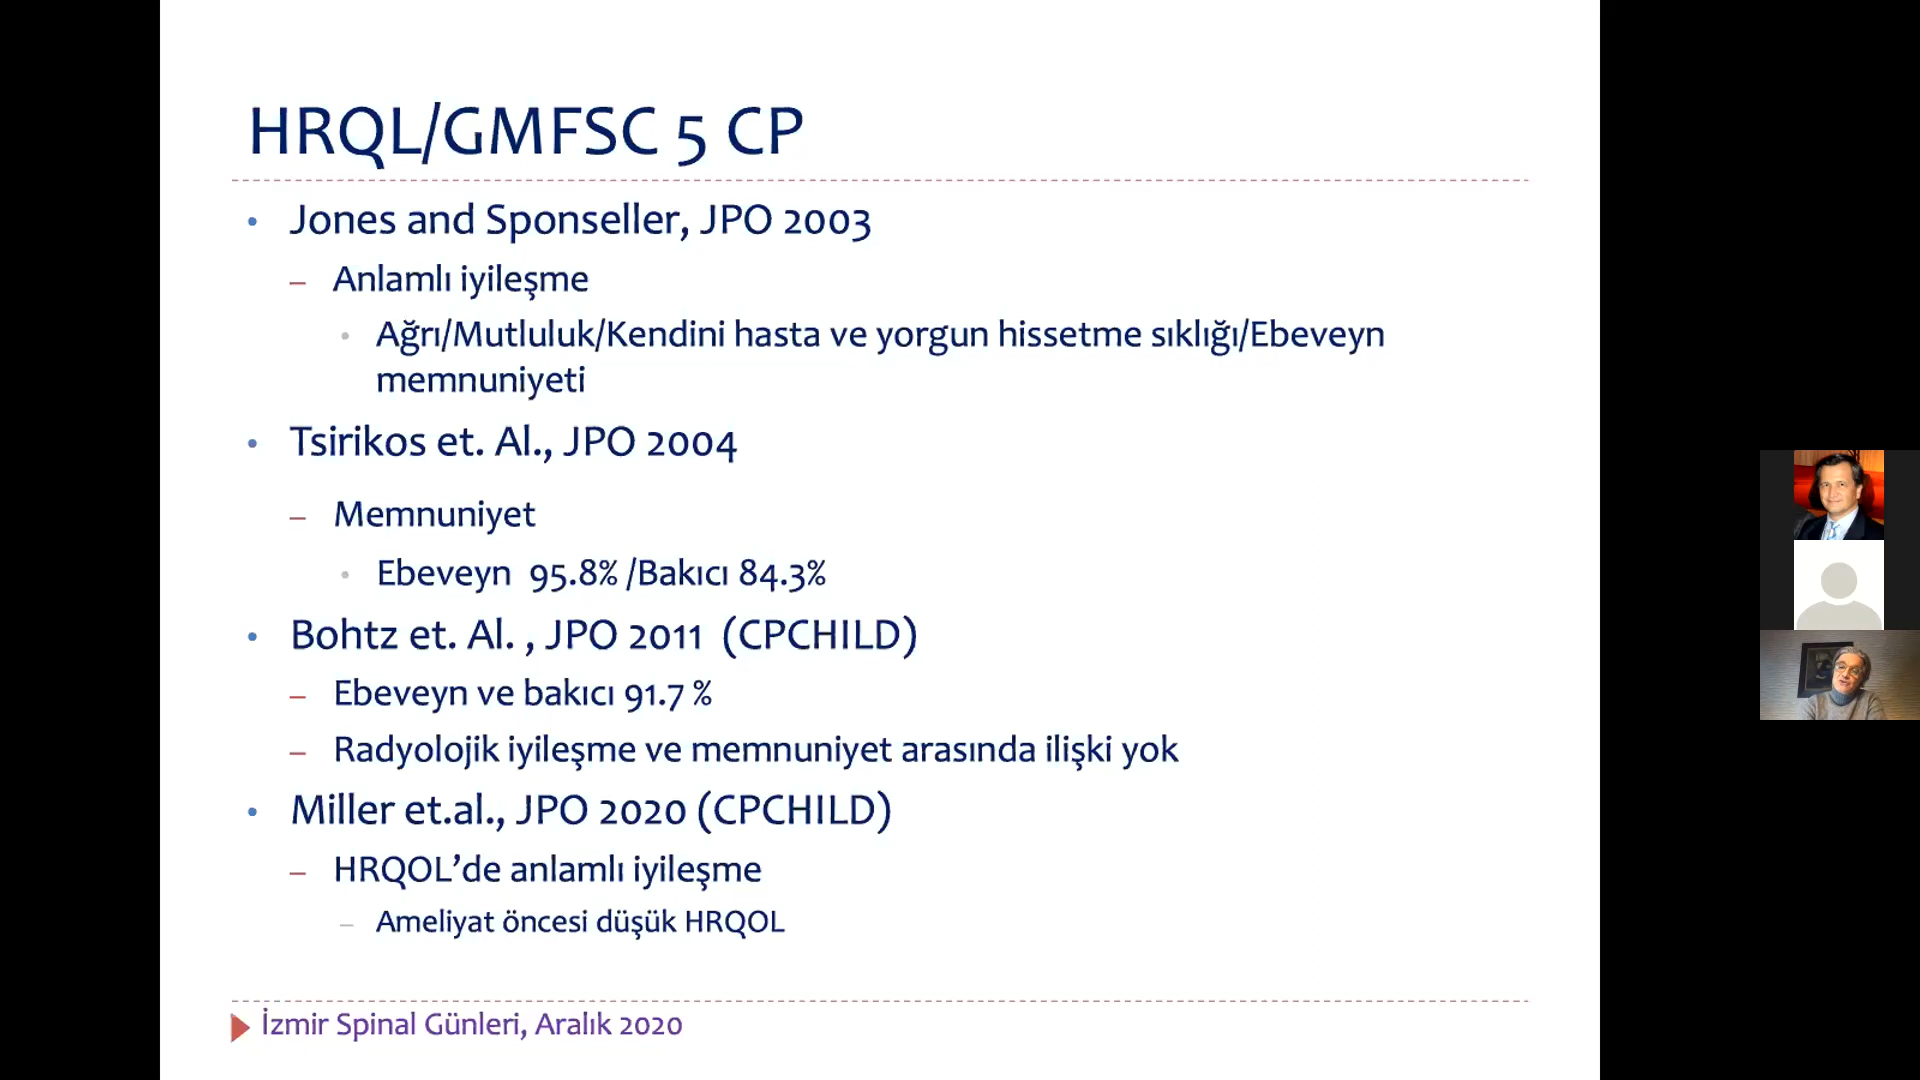 HRQL/GMFSC 5 CP
• Jones and Sponseller, JPO 2003
– Anlamlı iyileşme
• Ağrı/Mutluluk/Kendini hasta ve yorgun hissetme sıklığı/Ebeveyn
memnuniyeti
• Tsirikos et. Al., JPO 2004
– Memnuniyet
• Ebeveyn 95.8% /Bakıcı 84.3%
• Bohtz et. Al. , JPO 2011 (CPCHILD)
– Ebeveyn ve bakıcı 91.7 %
– Radyolojik iyileşme ve memnuniyet arasında ilişki yok
• Miller et.al., JPO 2020 (CPCHILD)
– HRQOL’de anlamlı iyileşme
– Ameliyat öncesi düşük HRQOL
İzmir Spinal Günleri, Aralık 2020